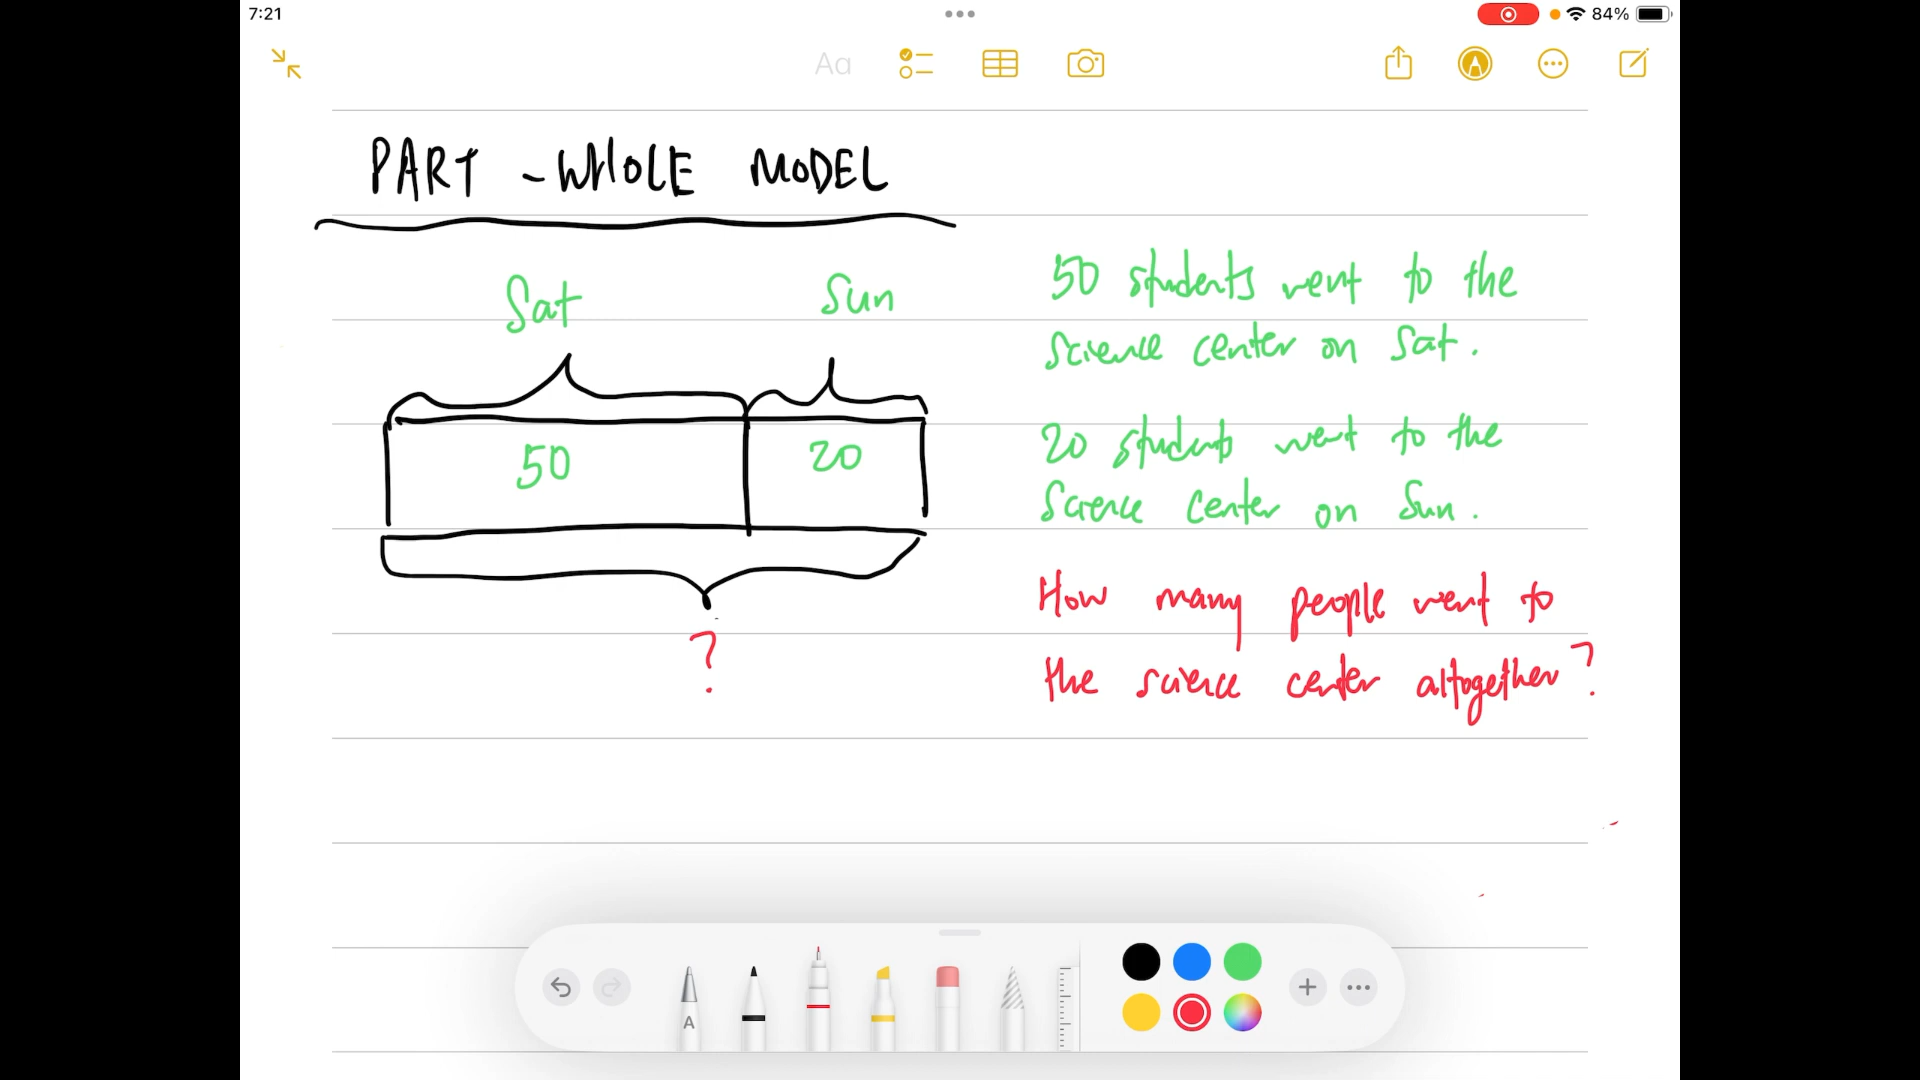 7:21
84%
Aa
PART - WHOLE MODEL
Sat
Sun
50
20
?
50 students went to the
science center on Sat.
20 students went to the
Science center on Sun.
How many people went to
the science center altogether?
A